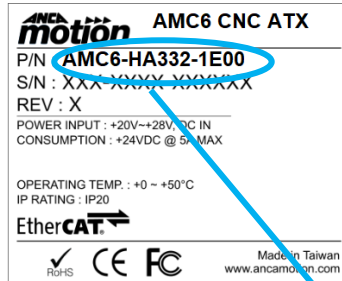 ANCA motion AMC6 CNC ATX
P/N : AMC6-HA332-1E00
S/N : XXX-XXXX-XXXXXX
REV : X
POWER INPUT : +20V~+28V, DC IN
CONSUMPTION : +24VDC @ 5A MAX
OPERATING TEMP. : +0 ~ +50°C
IP RATING : IP20
EtherCAT
RoHS CE FC
Made in Taiwan
www.ancamotion.com